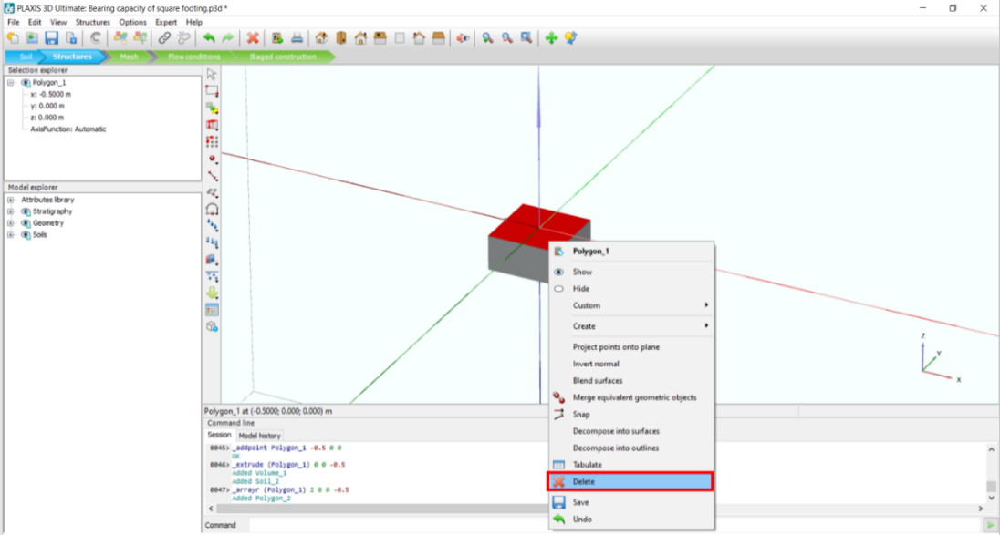 PLAXIS 3D Ultimate: Bearing capacity of square footing.p3d *
File Edit View Structures Options Expert Help
Soil Structures Mesh Flow conditions Staged construction
Selection explorer
Polygon_1
x: -0.5000 m
y: 0.000 m
z: 0.000 m
AxisFunction: Automatic
Model explorer
Attributes library
Stratigraphy
Geometry
Soils
Polygon_1
Show
Hide
Custom
Create
Project points onto plane
Invert normal
Blend surfaces
Merge equivalent geometric objects
Snap
Decompose into surfaces
Decompose into outlines
Tabulate
Delete
Save
Undo
Z
Y
X
Polygon_1 at (-0.5000; 0.000; 0.000) m
Command line
Session Model history
0045> _addpoint Polygon_1 -0.5 0 0
OK
0046> _extrude (Polygon_1) 0 0 -0.5
Added Volume_1
Added Soil_2
0047> _arrayr (Polygon_1) 2 0 0 -0.5
Added Polygon_2
Command